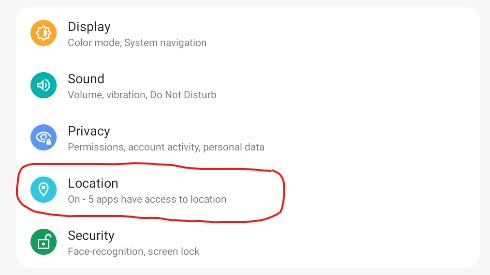 Display
Color mode, System navigation
Sound
Volume, vibration, Do Not Disturb
Privacy
Permissions, account activity, personal data
Location
On - 5 apps have access to location
Security
Face-recognition, screen lock